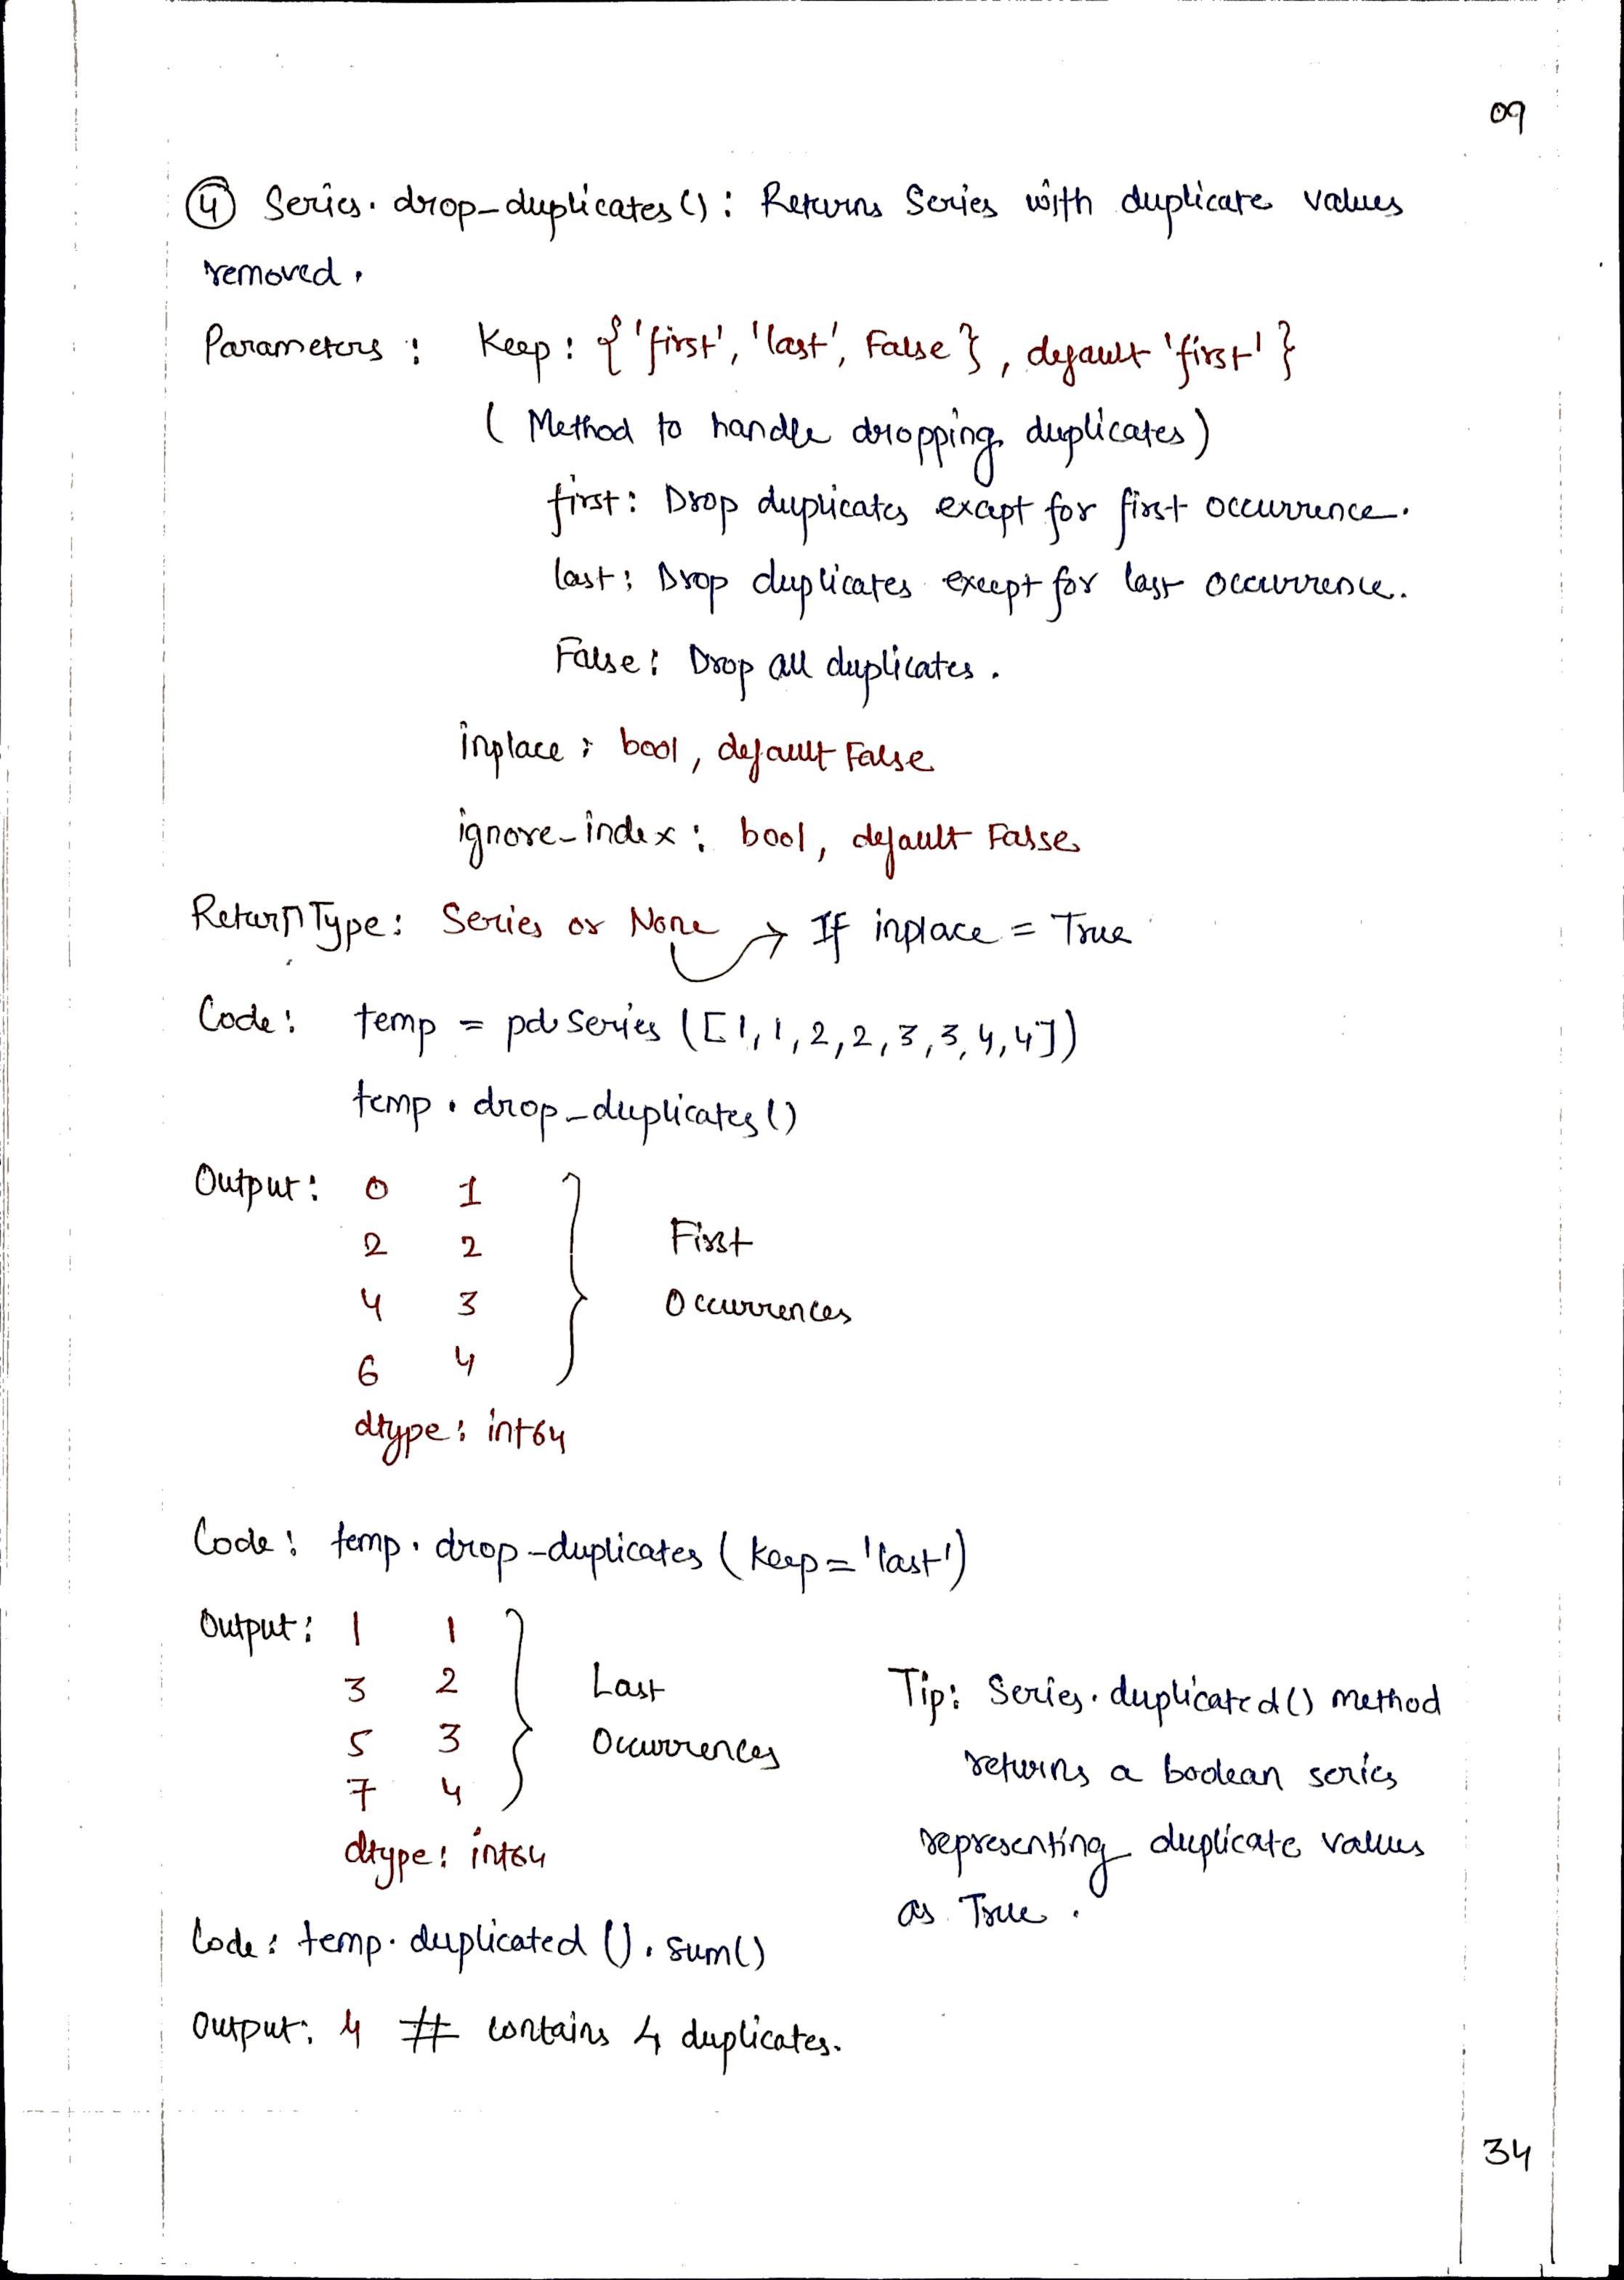 09
④ Series. drop_duplicates(): Returns Series with duplicate values
removed.
Parameters : Keep: {'first', 'last', False}, default 'first'}
( Method to handle dropping duplicates)
first: Drop duplicates except for first occurrence.
last: Drop duplicates except for last occurrence.
False: Drop all duplicates.
inplace : bool, default False
ignore_index: bool, default False
Return Type: Series or None → If inplace = True
Code: temp = pd.Series ([1,1,2,2,3,3,4,4])
temp.drop_duplicates()
Output: 0 1
2 2
First
4 3
Occurrences
6 4
dtype: int64
Code: temp.drop-duplicates (keep='last')
Output: 1 1
3 2
Last
5 3
Occurrences
7 4
dtype: int64
Tip: Series.duplicated() method
returns a boolean series
representing duplicate values
as True.
Code: temp.duplicated().sum()
Output: 4 # contains 4 duplicates.
34